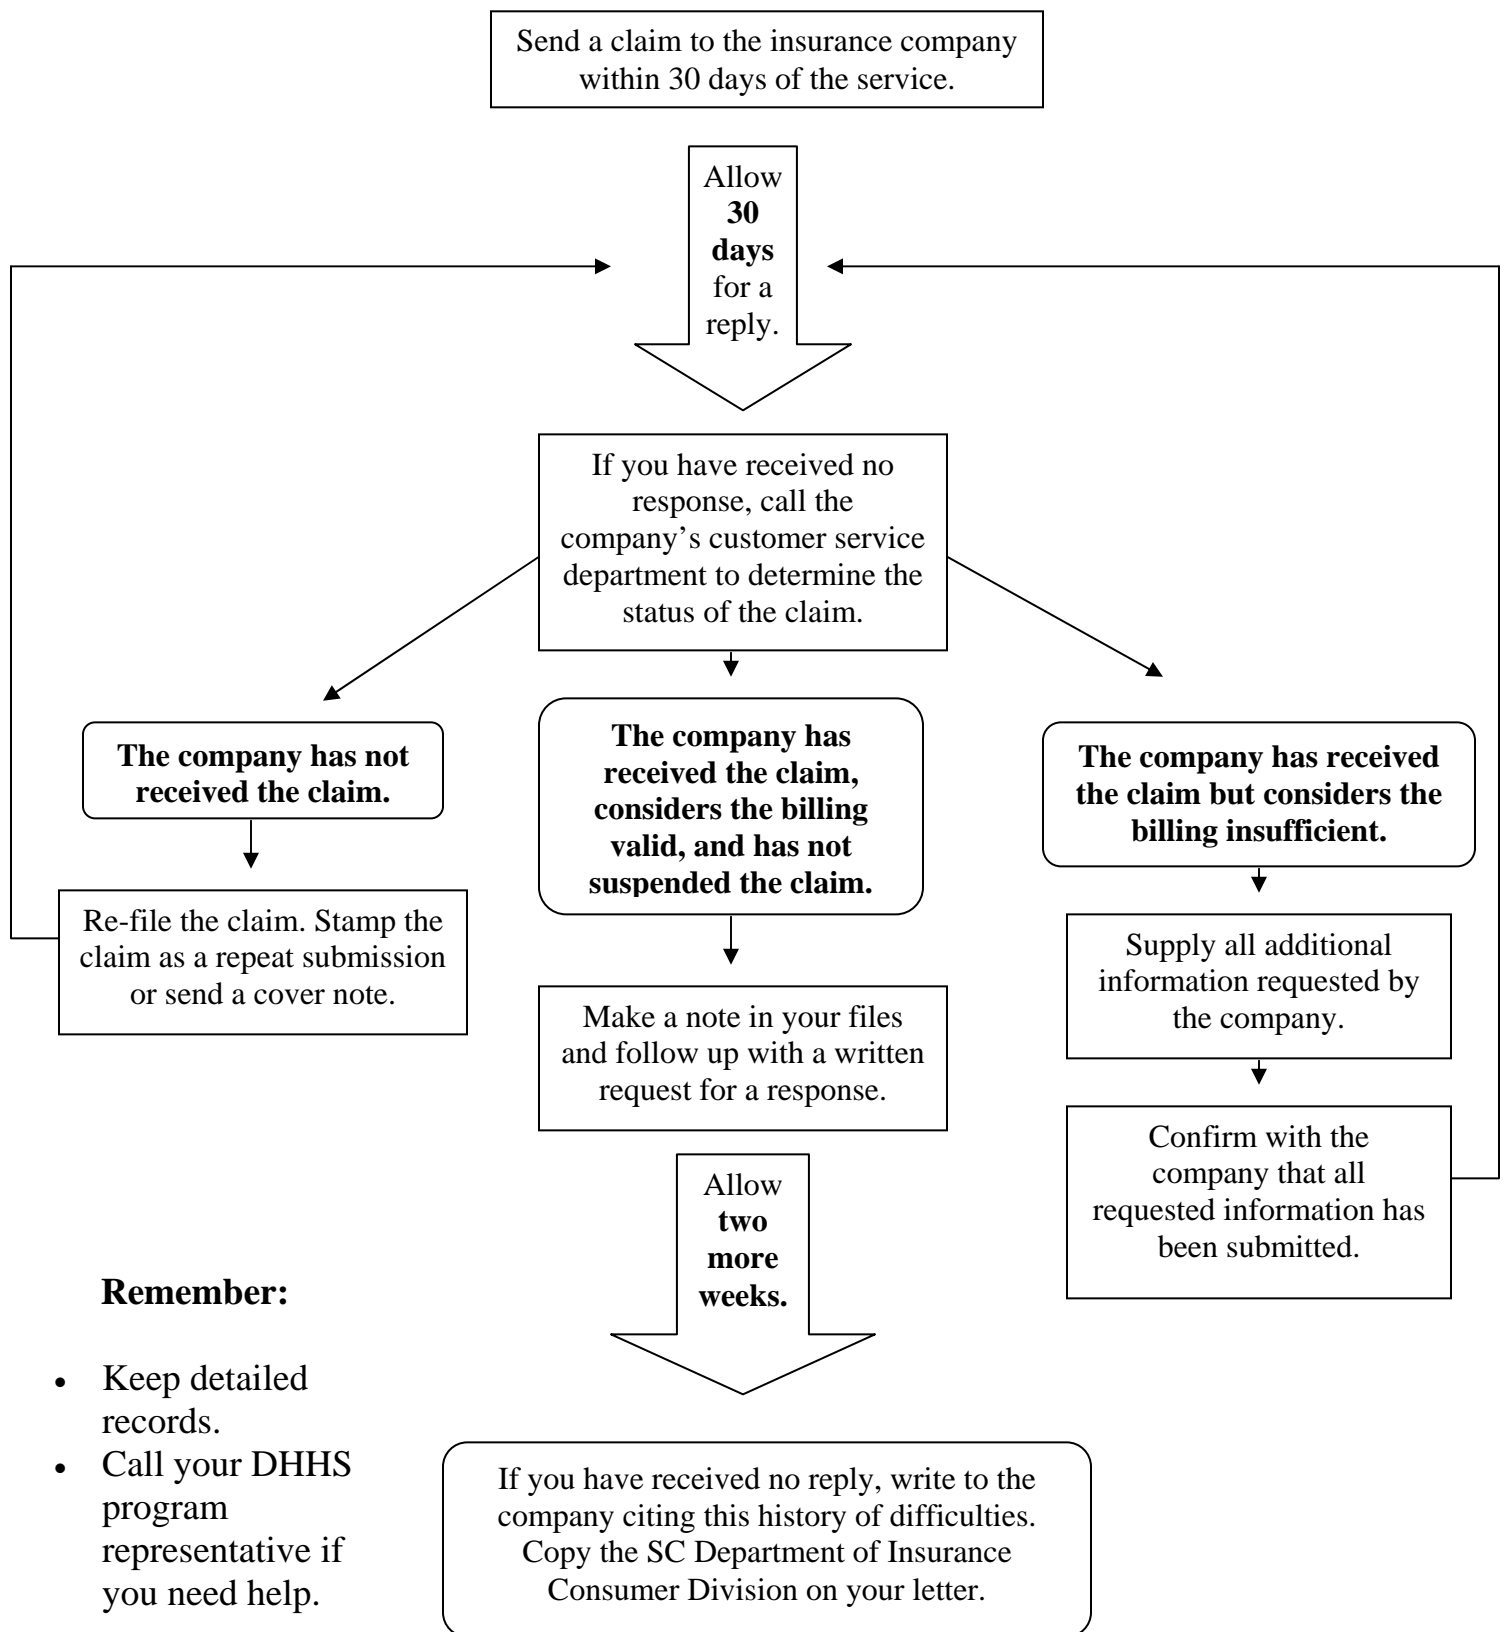 Send a claim to the insurance company
within 30 days of the service.
Allow
30
days
for a
reply.
If you have received no
response, call the
company’s customer service
department to determine the
status of the claim.
The company has not
received the claim.
Re-file the claim. Stamp the
claim as a repeat submission
or send a cover note.
The company has
received the claim,
considers the billing
valid, and has not
suspended the claim.
Make a note in your files
and follow up with a written
request for a response.
Allow
two
more
weeks.
The company has received
the claim but considers the
billing insufficient.
Supply all additional
information requested by
the company.
Confirm with the
company that all
requested information has
been submitted.
Remember:
• Keep detailed
records.
• Call your DHHS
program
representative if
you need help.
If you have received no reply, write to the
company citing this history of difficulties.
Copy the SC Department of Insurance
Consumer Division on your letter.